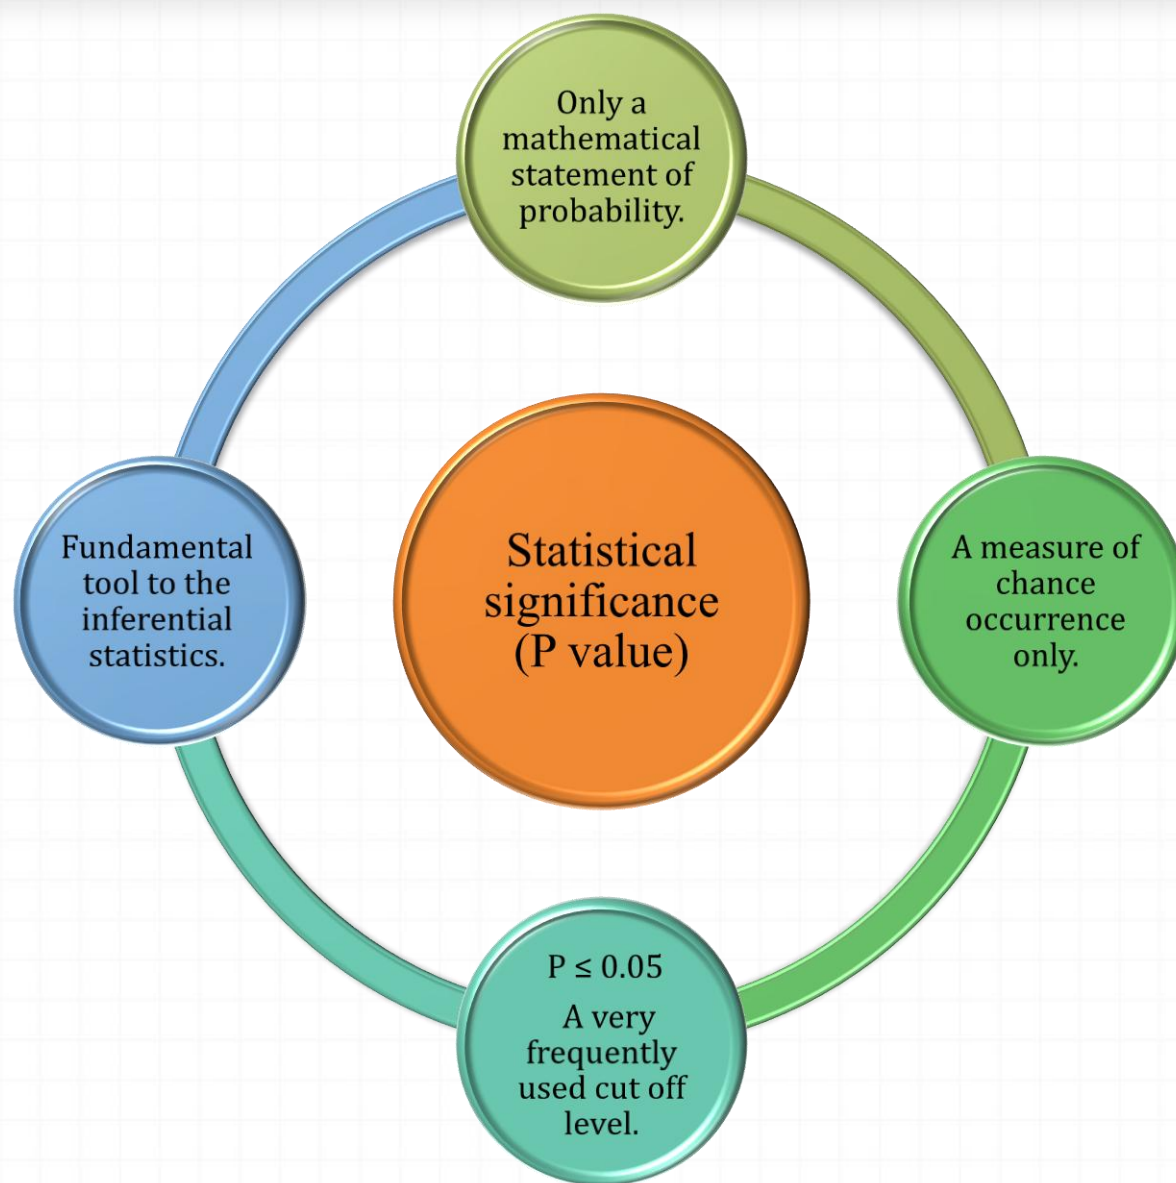 Only a
mathematical
statement of
probability.
Fundamental
tool to the
inferential
statistics.
Statistical
significance
(P value)
A measure of
chance
occurrence
only.
P ≤ 0.05
A very
frequently
used cut off
level.